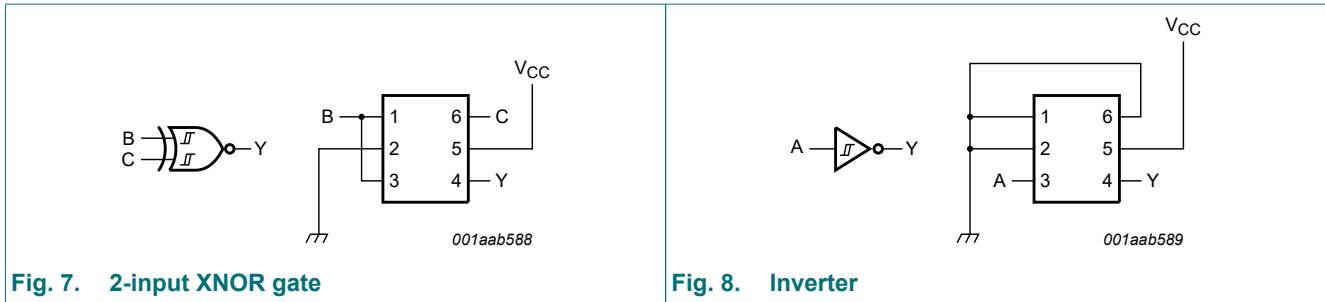 VCC
B
1
6
C
B
C
Y
2
5
3
4
Y
001aab588
Fig. 7. 2-input XNOR gate
VCC
1
6
A
Y
2
5
A
3
4
Y
001aab589
Fig. 8. Inverter